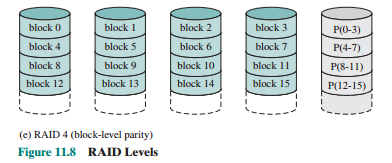 block 0 block 1 block 2 block 3 P(0-3)
block 4 block 5 block 6 block 7 P(4-7)
block 8 block 9 block 10 block 11 P(8-11)
block 12 block 13 block 14 block 15 P(12-15)
(e) RAID 4 (block-level parity)
Figure 11.8 RAID Levels